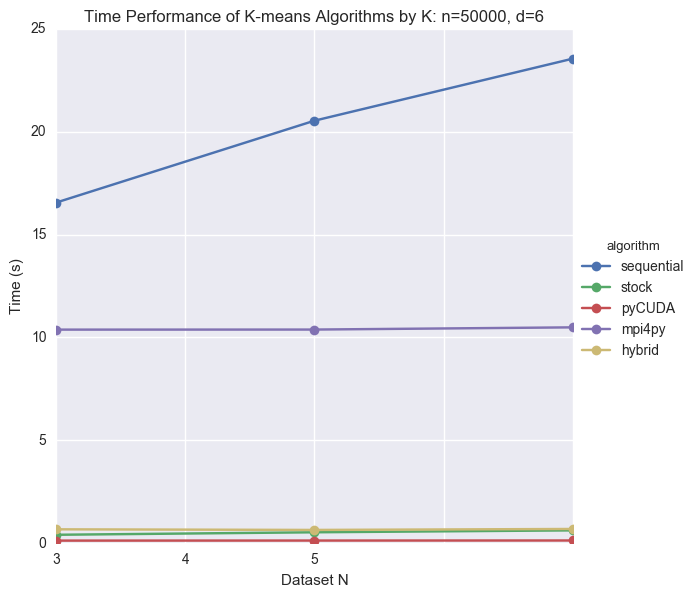 Time Performance of K-means Algorithms by K: n=50000, d=6
25
20
15
10
5
0
Time (s)
3 4 5
Dataset N
algorithm
sequential
stock
pyCUDA
mpi4py
hybrid